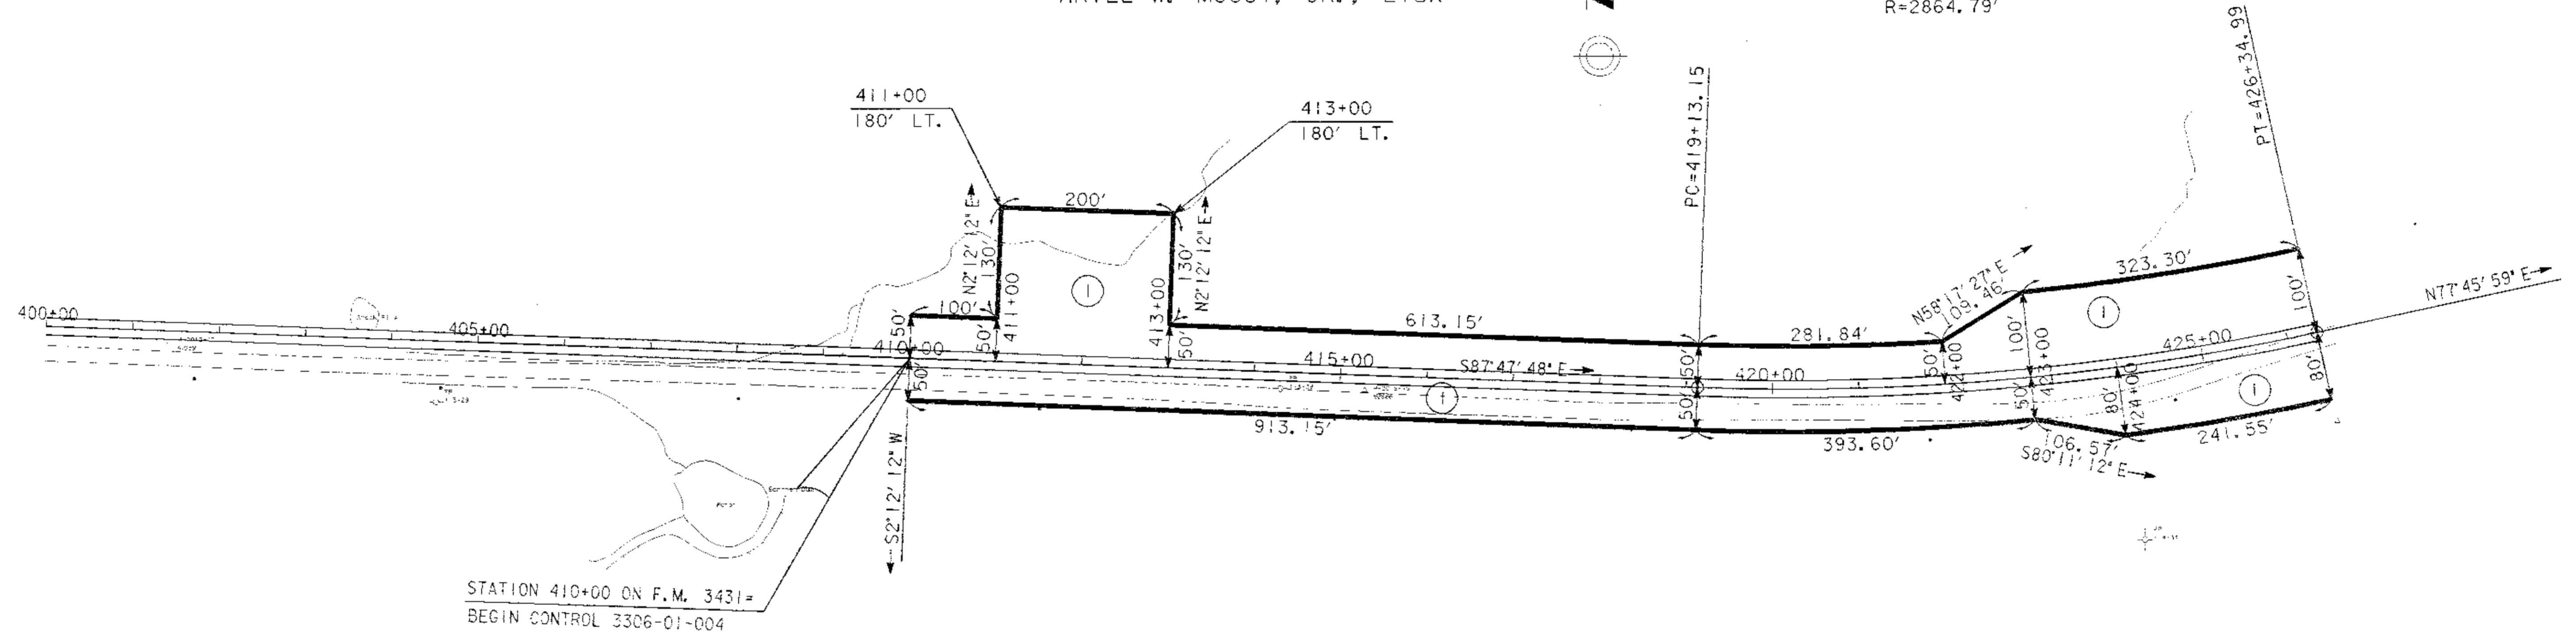 R=2864.79'
PT=426+34.99
PC=419+13.15
411+00
180' LT.
413+00
180' LT.
200'
N2°12'12"E
130'
130'
N2°12'12"E
323.30'
100'
N77°45'59"E
N58°17'27"E
109.46'
400+00
405+00
410+00
100'
50'
50'
411+00
413+00
50'
613.15'
415+00
S87°47'48"E
50'
420+00
281.84'
50'
422+00
100'
423+00
425+00
50'
50'
50'
80'
424+00
80'
1
1
1
1
913.15'
393.60'
106.57'
S80°11'12"E
241.55'
S2°12'12"W
STATION 410+00 ON F.M. 3431=
BEGIN CONTROL 3306-01-004